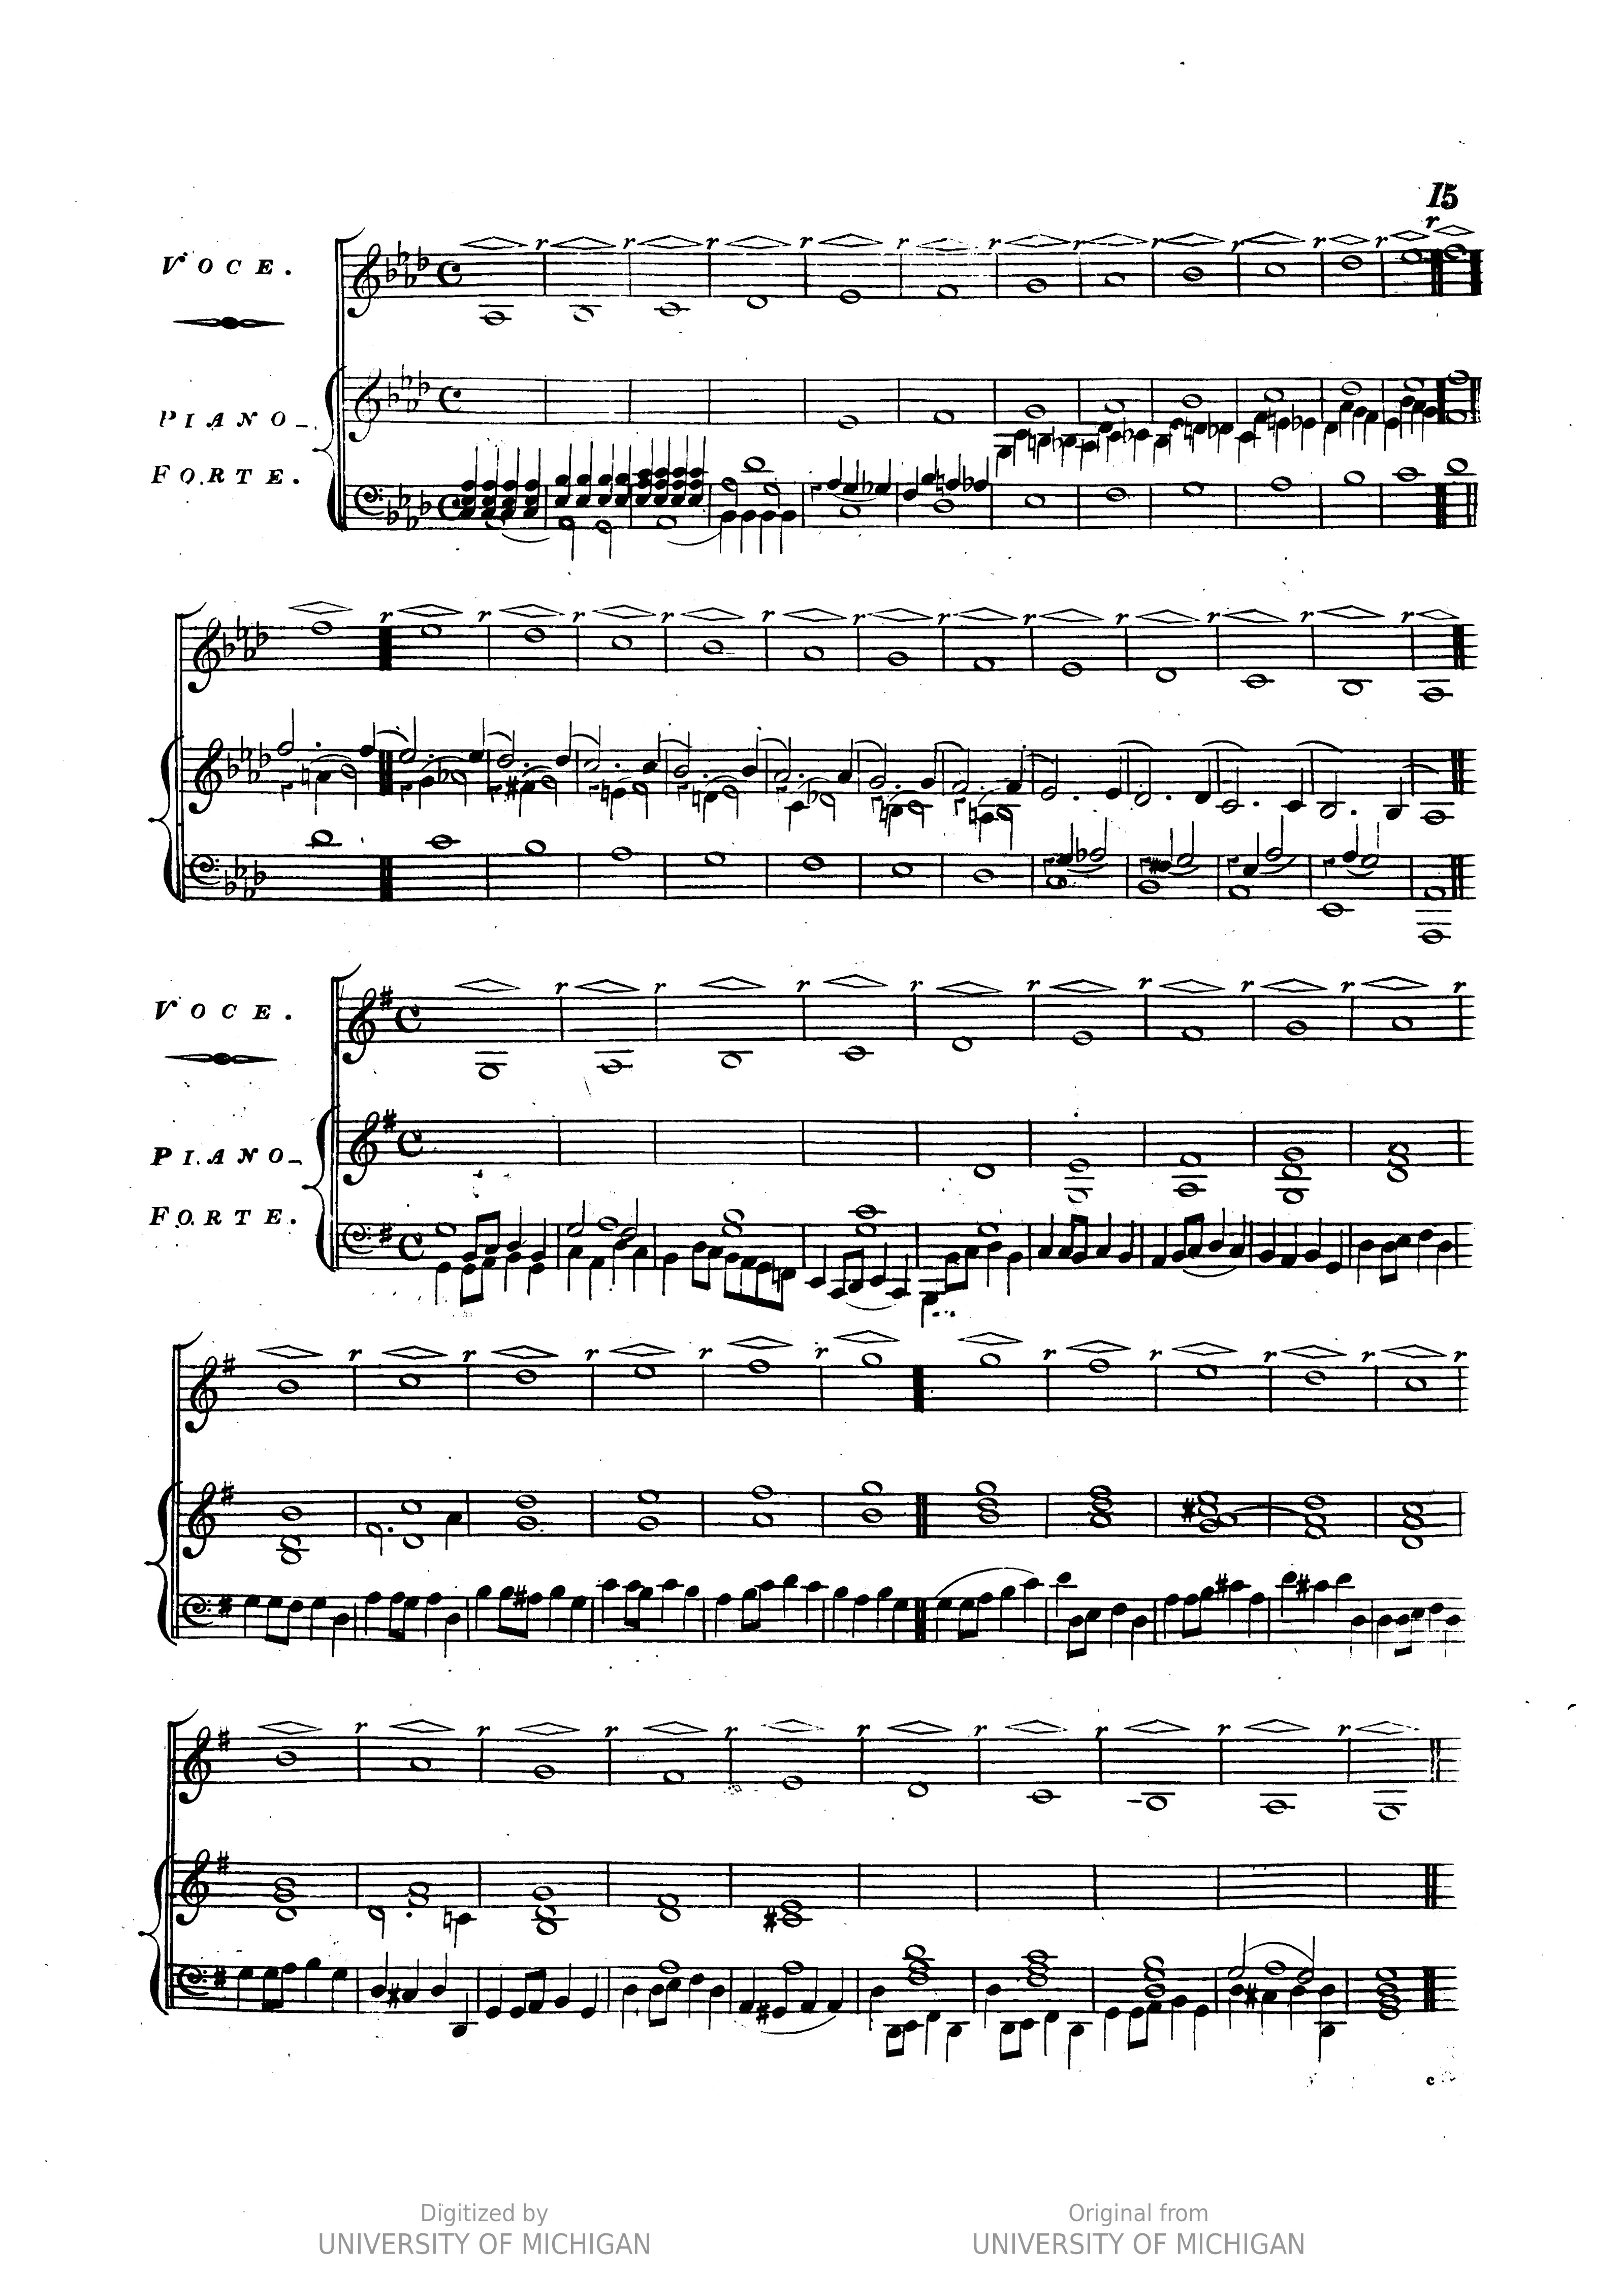 15
r r r r r r r r r r r r r
VOCE.
PIANO_
FORTE.
r r r r r r r r r r r r
r r r r r r r r r
VOCE.
PIANO_
FORTE.
r r r r r r r r r r
r r r r r r r r r
Digitized by
UNIVERSITY OF MICHIGAN
Original from
UNIVERSITY OF MICHIGAN